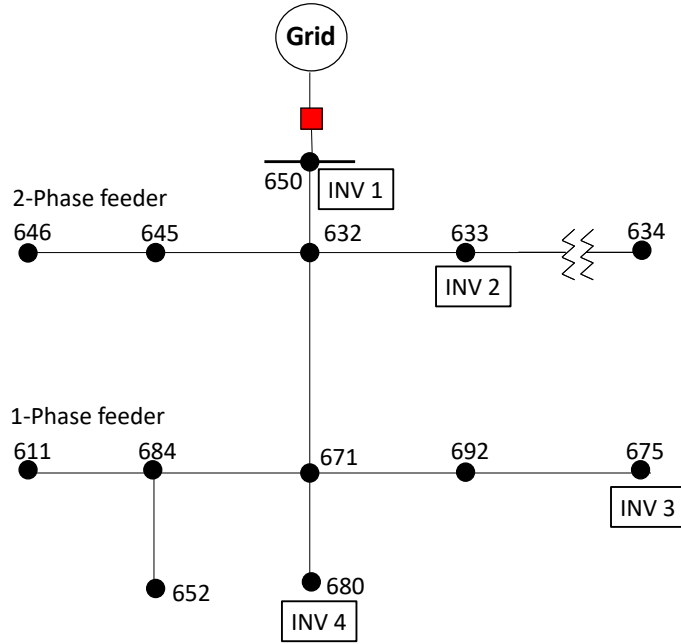 Grid
650
INV 1
2-Phase feeder
646
645
632
633
634
INV 2
1-Phase feeder
611
684
671
692
675
INV 3
652
680
INV 4